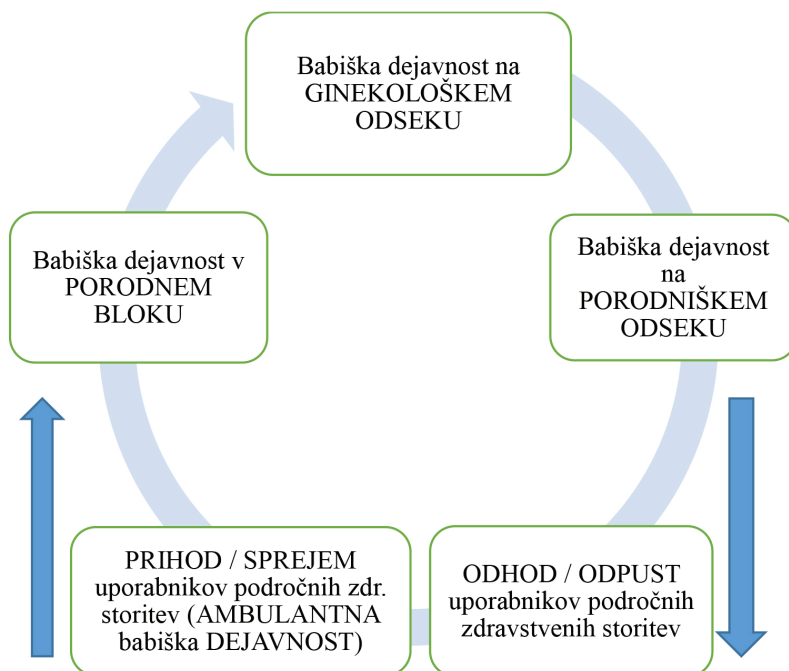 Babiška dejavnost na
GINEKOLOŠKEM
ODSEKU
Babiška dejavnost v
PORODNEM
BLOKU
Babiška dejavnost
na
PORODNIŠKEM
ODSEKU
PRIHOD / SPREJEM
uporabnikov področnih zdr.
storitev (AMBULANTNA
babiška DEJAVNOST)
ODHOD / ODPUST
uporabnikov področnih
zdravstvenih storitev